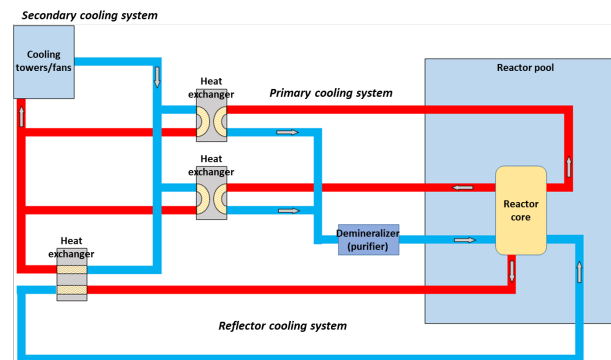 Secondary cooling system
Cooling
towers/fans
Heat
exchanger
Primary cooling system
Reactor pool
Heat
exchanger
Reactor
core
Demineralizer
(purifier)
Heat
exchanger
Reflector cooling system